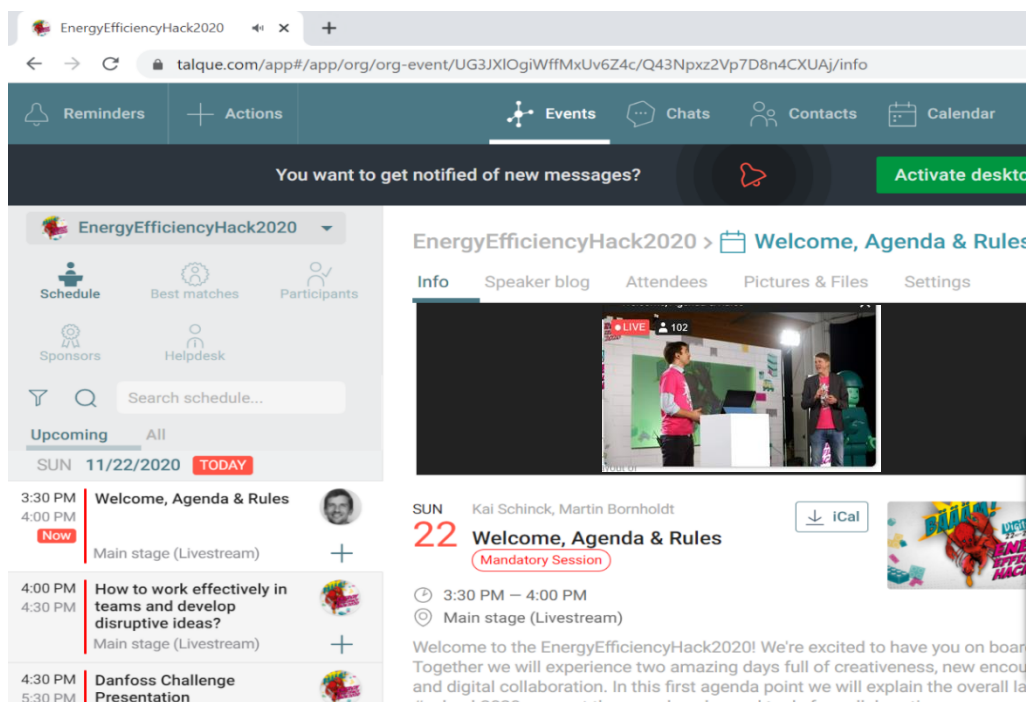 EnergyEfficiencyHack2020
talque.com/app#/app/org/org-event/UG3JXlOgiWffMxUv6Z4c/Q43Npxz2Vp7D8n4CXUAj/info
Reminders Actions Events Chats Contacts Calendar
You want to get notified of new messages? Activate deskto
EnergyEfficiencyHack2020
Schedule Best matches Participants
Sponsors Helpdesk
Search schedule...
Upcoming All
SUN 11/22/2020 TODAY
3:30 PM Welcome, Agenda & Rules
4:00 PM
Now
Main stage (Livestream)
4:00 PM How to work effectively in
4:30 PM teams and develop
disruptive ideas?
Main stage (Livestream)
4:30 PM Danfoss Challenge
5:30 PM Presentation
EnergyEfficiencyHack2020 > Welcome, Agenda & Rules
Info Speaker blog Attendees Pictures & Files Settings
LIVE 102
SUN Kai Schinck, Martin Bornholdt
22 Welcome, Agenda & Rules
Mandatory Session
iCal
BÄÄÄM!
3:30 PM — 4:00 PM
Main stage (Livestream)
Welcome to the EnergyEfficiencyHack2020! We're excited to have you on boar
Together we will experience two amazing days full of creativeness, new encou
and digital collaboration. In this first agenda point we will explain the overall la